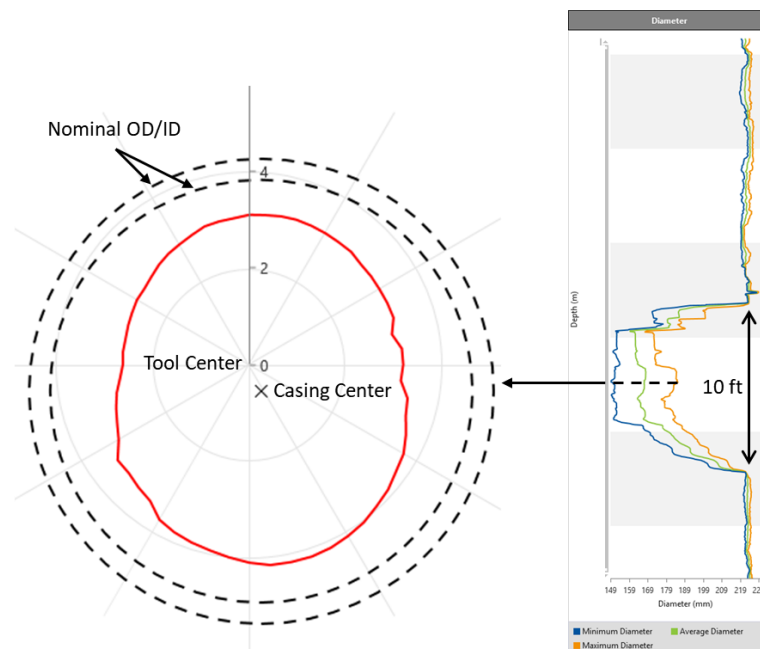 Diameter
Nominal OD/ID
4
2
Tool Center
0
Casing Center
Depth (m)
10 ft
149 159 169 179 189 199 209 219
Diameter (mm)
Minimum Diameter
Average Diameter
Maximum Diameter